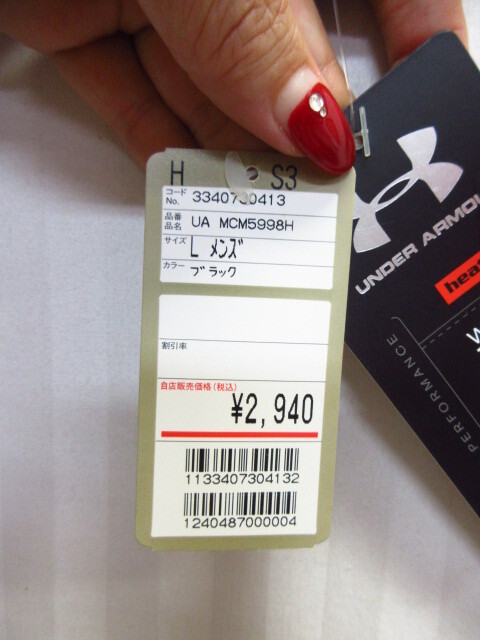 H S3
コード No. 3340730413
品番 品名 UA MCM5998H
サイズ L メンズ
カラー ブラック
割引率
自店販売価格(税込)
¥2,940
1133407304132
1240487000004
UNDER ARMOU
heat
PERFORMANCE